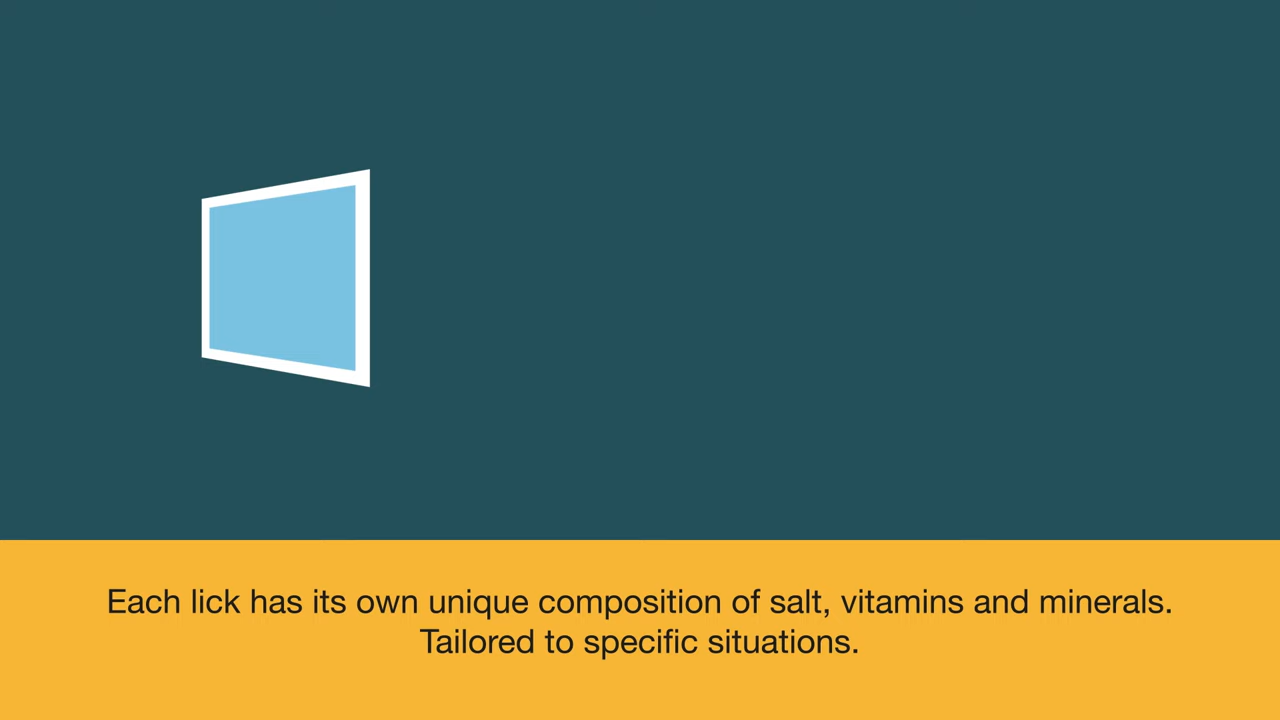 Each lick has its own unique composition of salt, vitamins and minerals.
Tailored to specific situations.